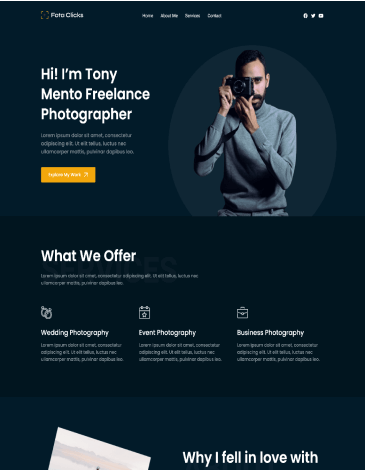 Foto Clicks
Home About Me Services Contact
Hi! I'm Tony
Mento Freelance
Photographer
Lorem ipsum dolor sit amet, consectetur
adipiscing elit. Ut elit tellus, luctus nec
ullamcorper mattis, pulvinar dapibus leo.
Explore My Work
SERVICES
What We Offer
Lorem ipsum dolor sit amet, consectetur adipiscing elit. Ut elit tellus, luctus nec ullamcorper
mattis, pulvinar dapibus leo.
Wedding Photography
Lorem ipsum dolor sit amet, consectetur
adipiscing elit. Ut elit tellus, luctus nec
ullamcorper mattis, pulvinar dapibus leo.
Event Photography
Lorem ipsum dolor sit amet, consectetur
adipiscing elit. Ut elit tellus, luctus nec
ullamcorper mattis, pulvinar dapibus leo.
Business Photography
Lorem ipsum dolor sit amet, consectetur
adipiscing elit. Ut elit tellus, luctus nec
ullamcorper mattis, pulvinar dapibus leo.
Why I fell in love with